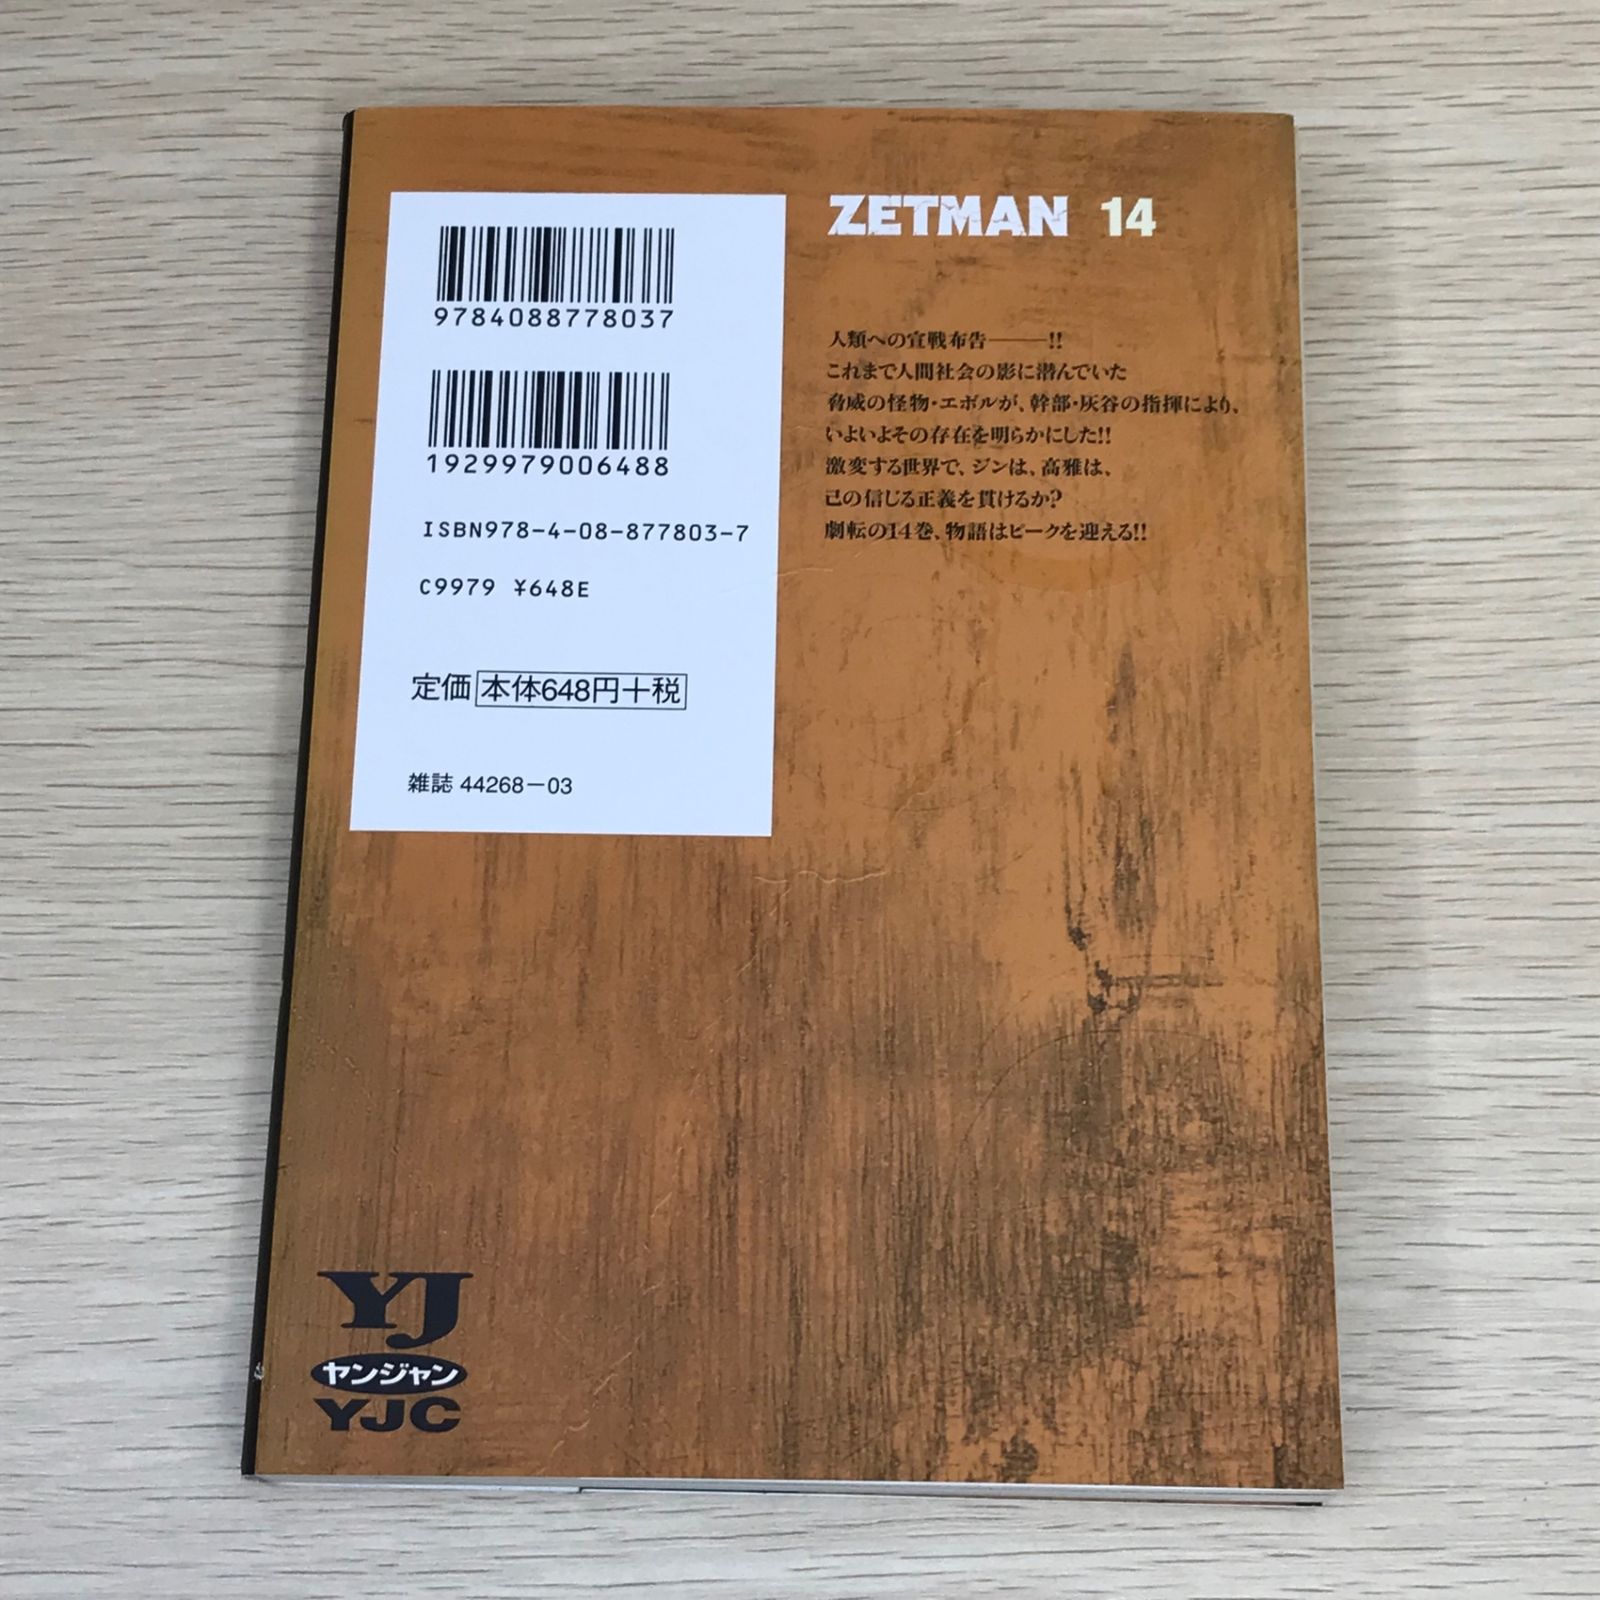 9784088778037
1929979006488
ISBN978-4-08-877803-7
C9979 ¥648E
定価 本体648円+税
雑誌 44268-03
ZETMAN 14
人類への宣戦布告――!!
これまで人間社会の影に潜んでいた
脅威の怪物・エボルが、幹部・灰谷の指揮により、
いよいよその存在を明らかにした!!
激変する世界で、ジンは、高雅は、
己の信じる正義を貫けるか?
劇転の14巻、物語はピークを迎える!!
YJ
ヤンジャン
YJC